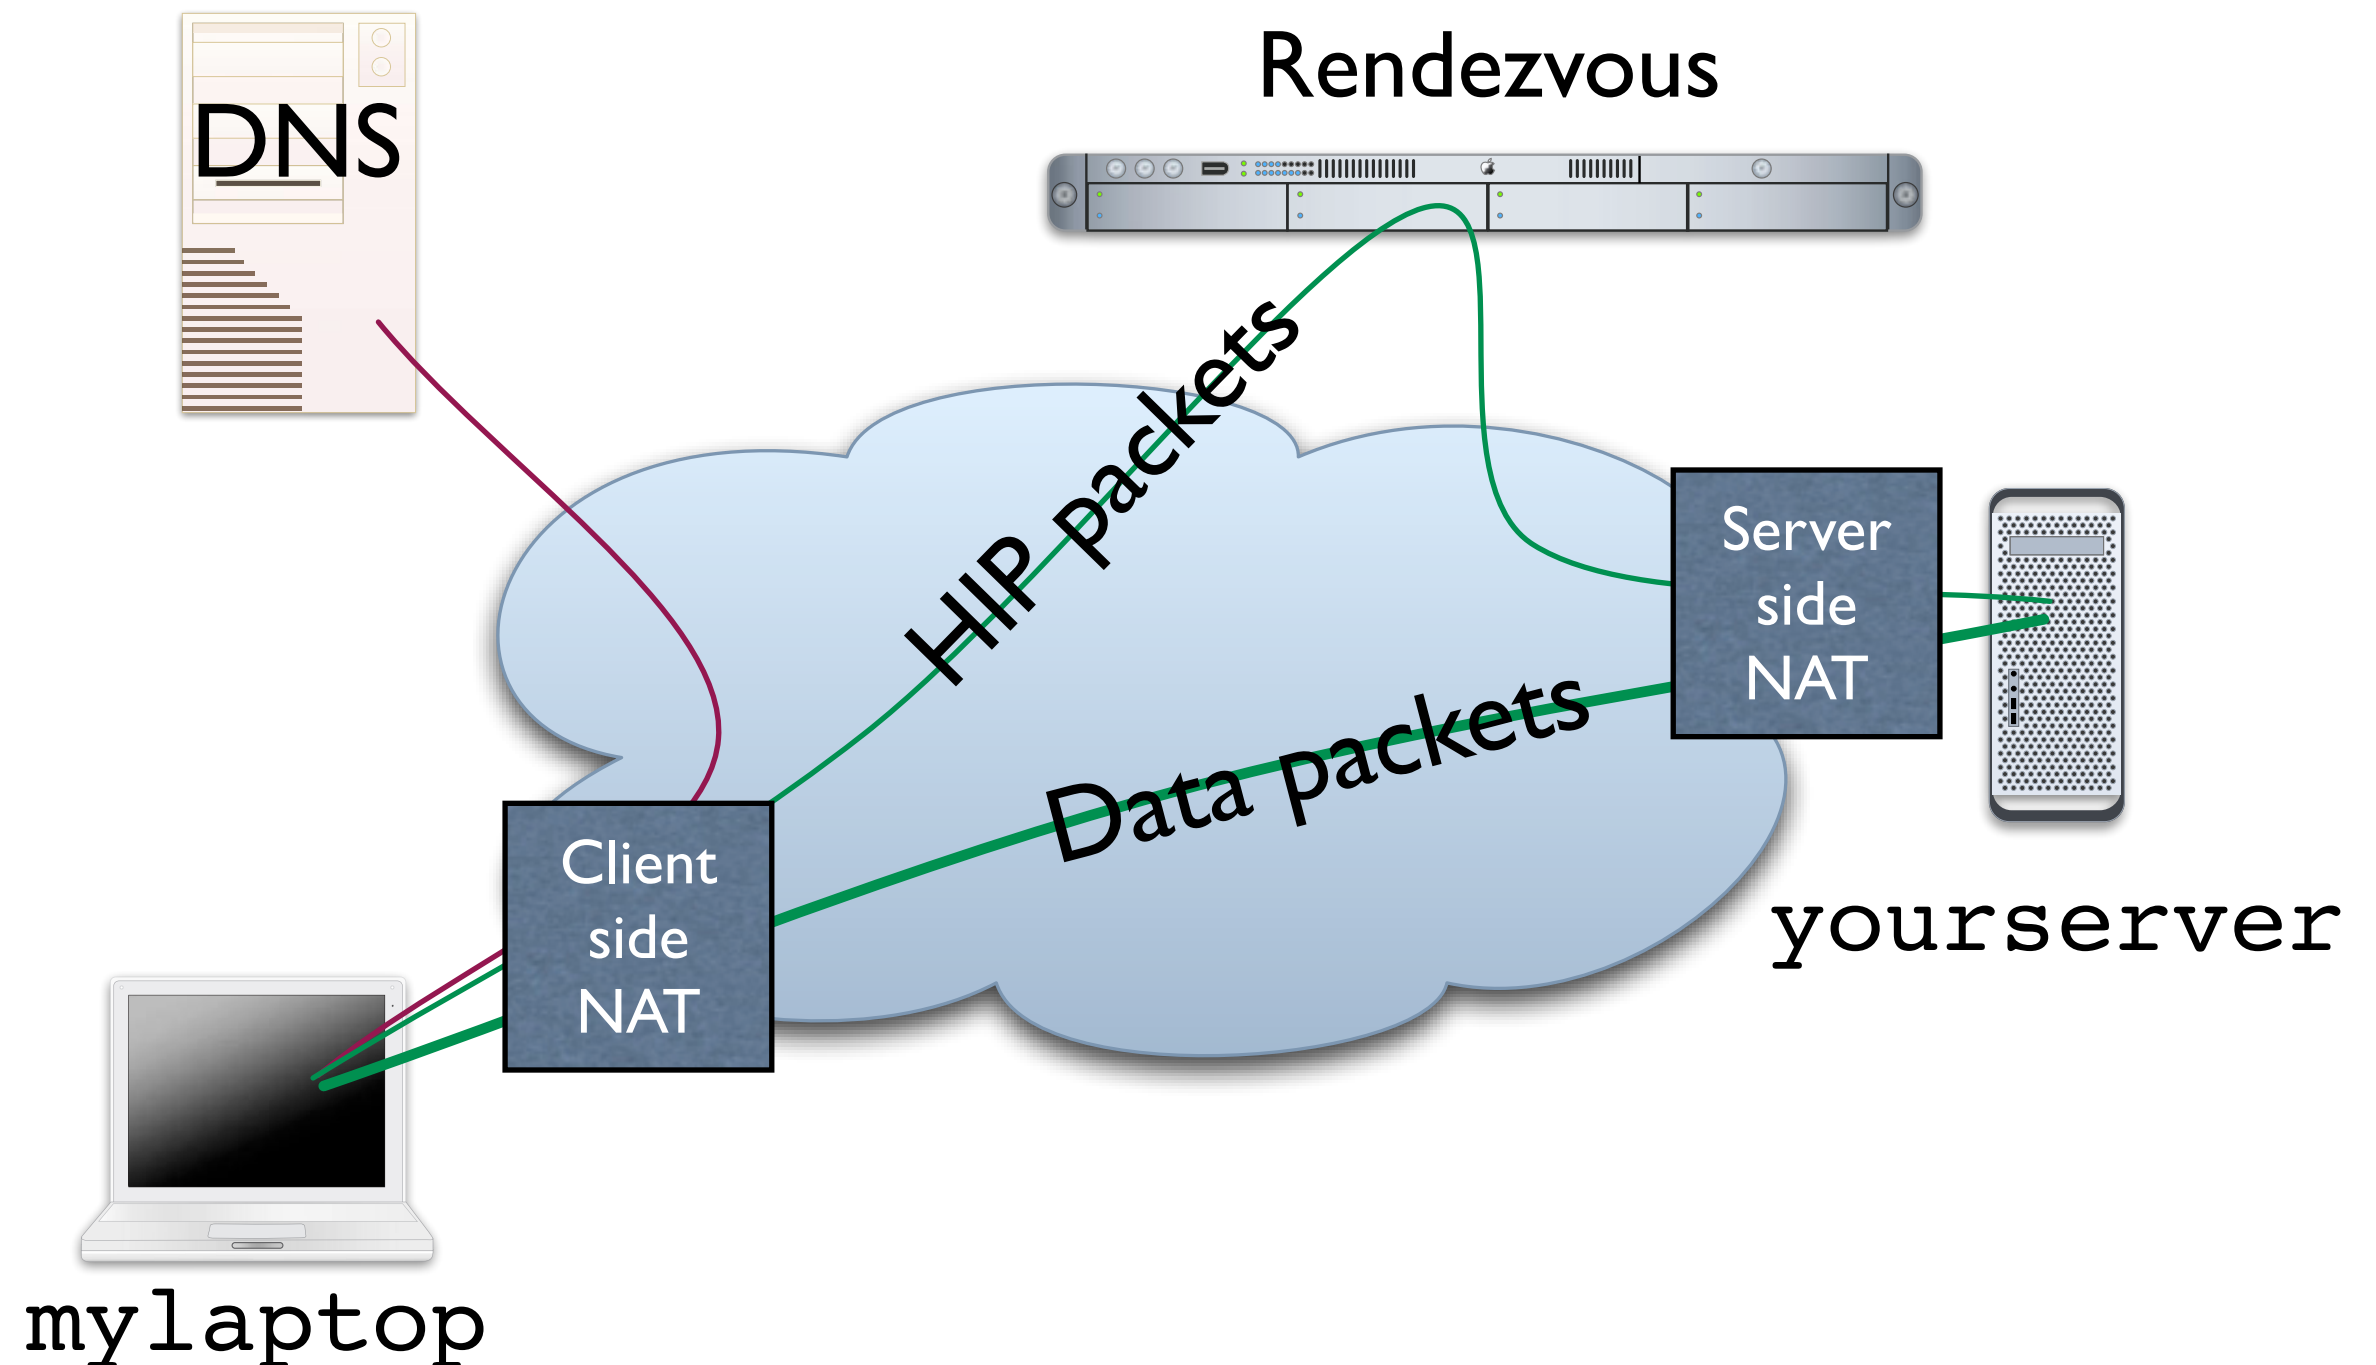 DNS
Rendezvous
HIP packets
Server
side
NAT
Data packets
Client
side
NAT
yourserver
mylaptop